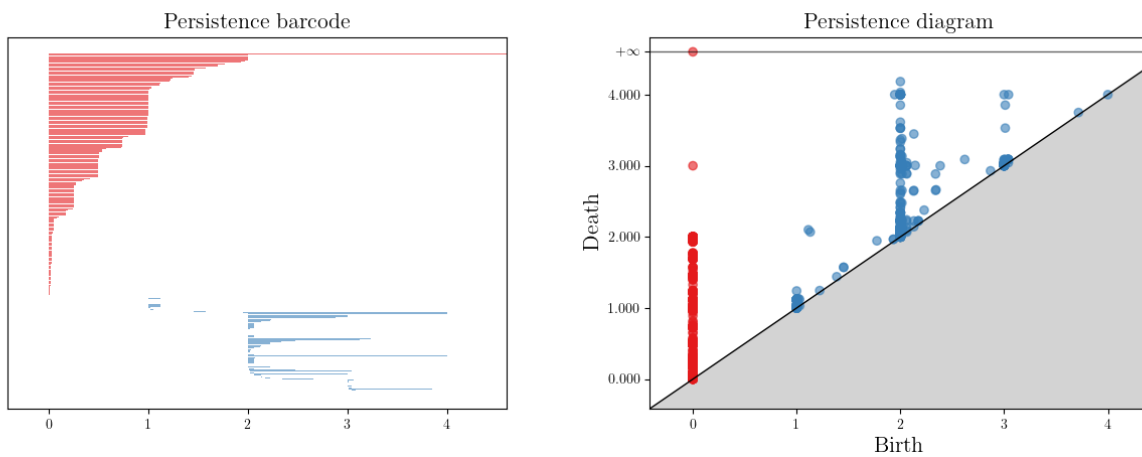 Persistence barcode
0 1 2 3 4
Persistence diagram
+∞
4.000
3.000
2.000
1.000
0.000
Death
0 1 2 3 4
Birth